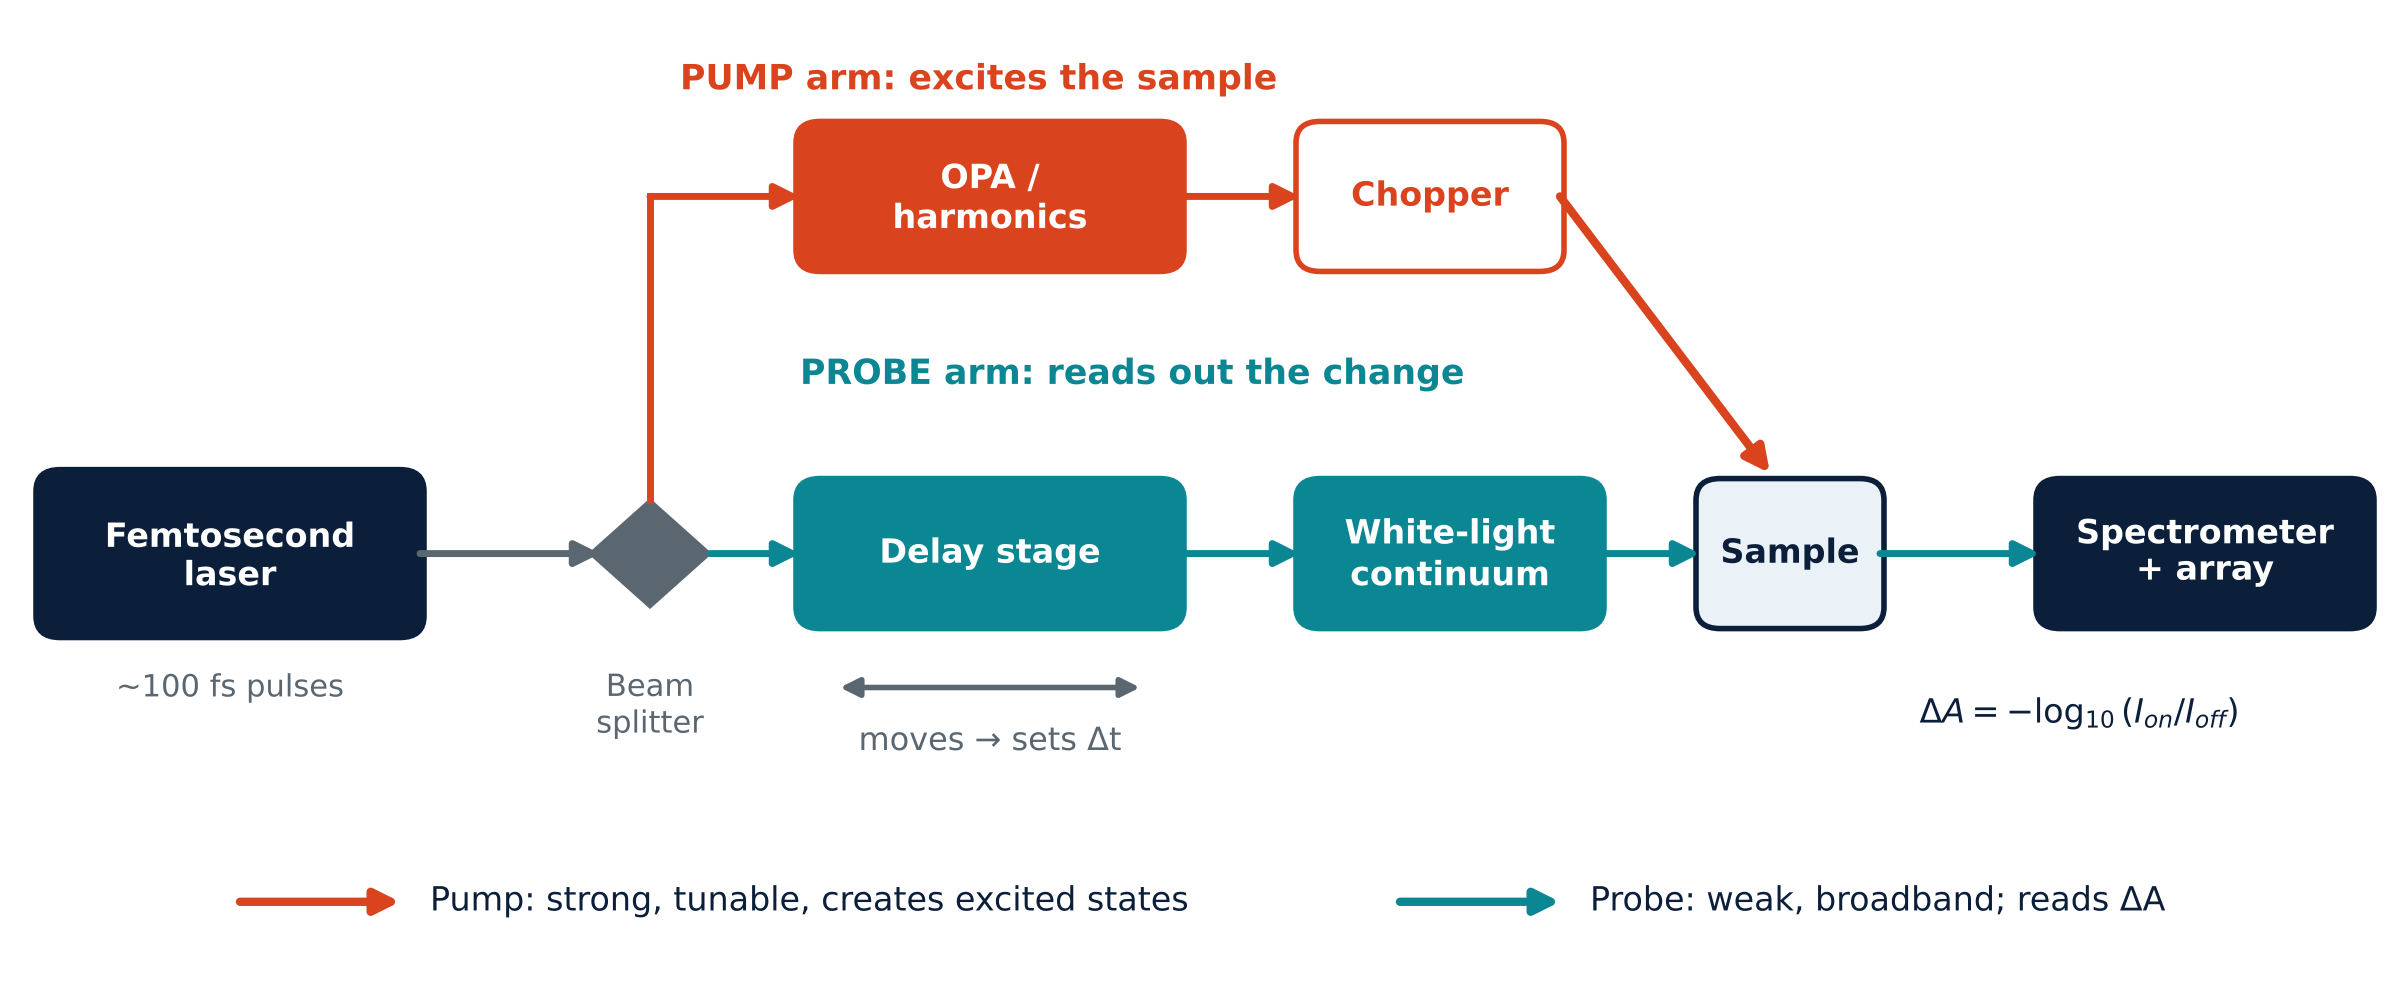 PUMP arm: excites the sample
OPA /
harmonics
Chopper
PROBE arm: reads out the change
Femtosecond
laser
Delay stage
White-light
continuum
Sample
Spectrometer
+ array
~100 fs pulses
Beam
splitter
moves → sets Δt
ΔA = −log₁₀ (I_on/I_off)
Pump: strong, tunable, creates excited states
Probe: weak, broadband; reads ΔA